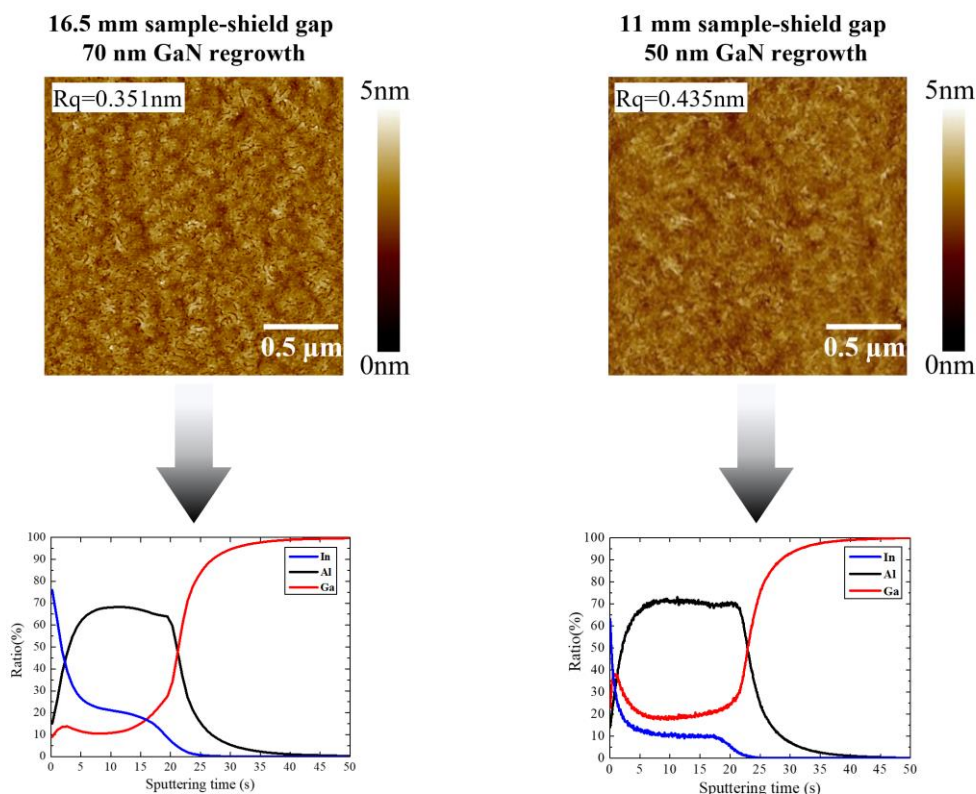 16.5 mm sample-shield gap
70 nm GaN regrowth
Rq=0.351nm
5nm
0.5 µm
0nm
100
90
80
70
60
50
40
30
20
10
0
Ratio(%)
In
Al
Ga
0 5 10 15 20 25 30 35 40 45 50
Sputtering time (s)
11 mm sample-shield gap
50 nm GaN regrowth
Rq=0.435nm
5nm
0.5 µm
0nm
100
90
80
70
60
50
40
30
20
10
0
Ratio(%)
In
Al
Ga
0 5 10 15 20 25 30 35 40 45 50
Sputtering time (s)